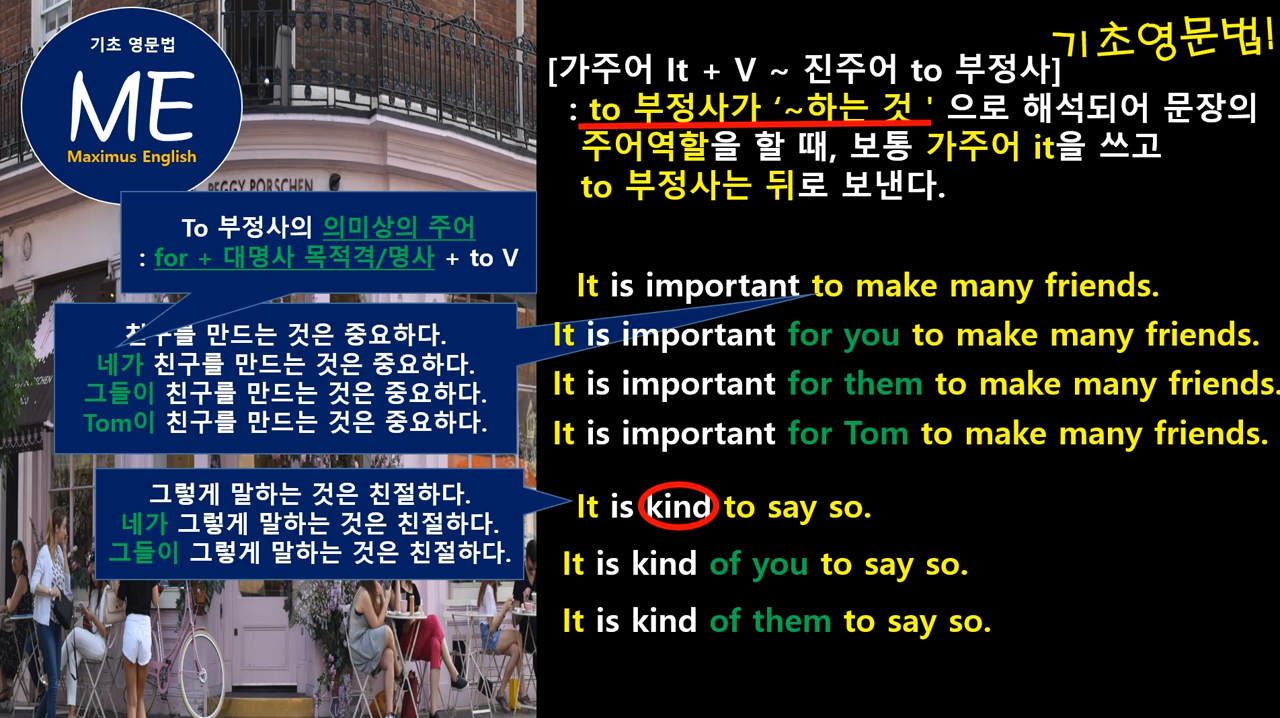 기초 영문법
ME
Maximus English
PEGGY PORSCHEN
To 부정사의 의미상의 주어
: for + 대명사 목적격/명사 + to V
친구를 만드는 것은 중요하다.
네가 친구를 만드는 것은 중요하다.
그들이 친구를 만드는 것은 중요하다.
Tom이 친구를 만드는 것은 중요하다.
그렇게 말하는 것은 친절하다.
네가 그렇게 말하는 것은 친절하다.
그들이 그렇게 말하는 것은 친절하다.
기초영문법!
[가주어 It + V ~ 진주어 to 부정사]
: to 부정사가 ‘~하는 것 ' 으로 해석되어 문장의
주어역할을 할 때, 보통 가주어 it을 쓰고
to 부정사는 뒤로 보낸다.
It is important to make many friends.
It is important for you to make many friends.
It is important for them to make many friends.
It is important for Tom to make many friends.
It is kind to say so.
It is kind of you to say so.
It is kind of them to say so.